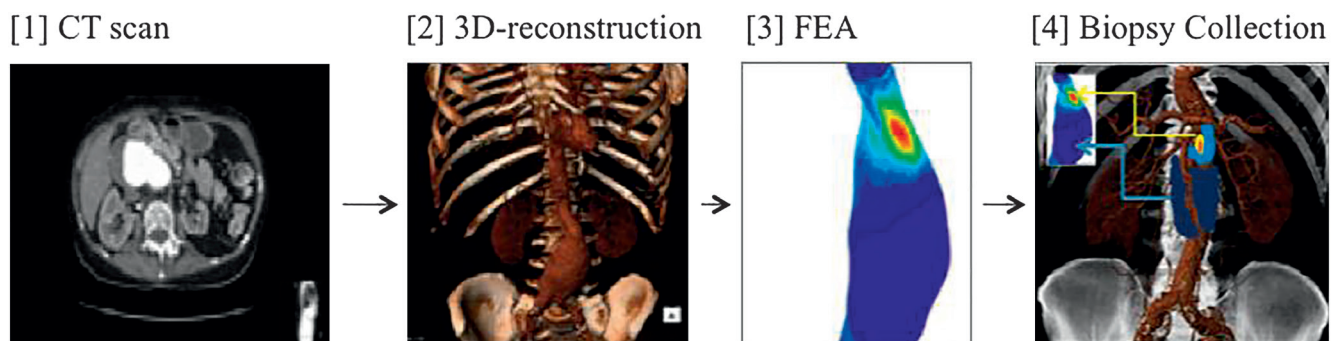 [1] CT scan
[2] 3D-reconstruction
[3] FEA
[4] Biopsy Collection